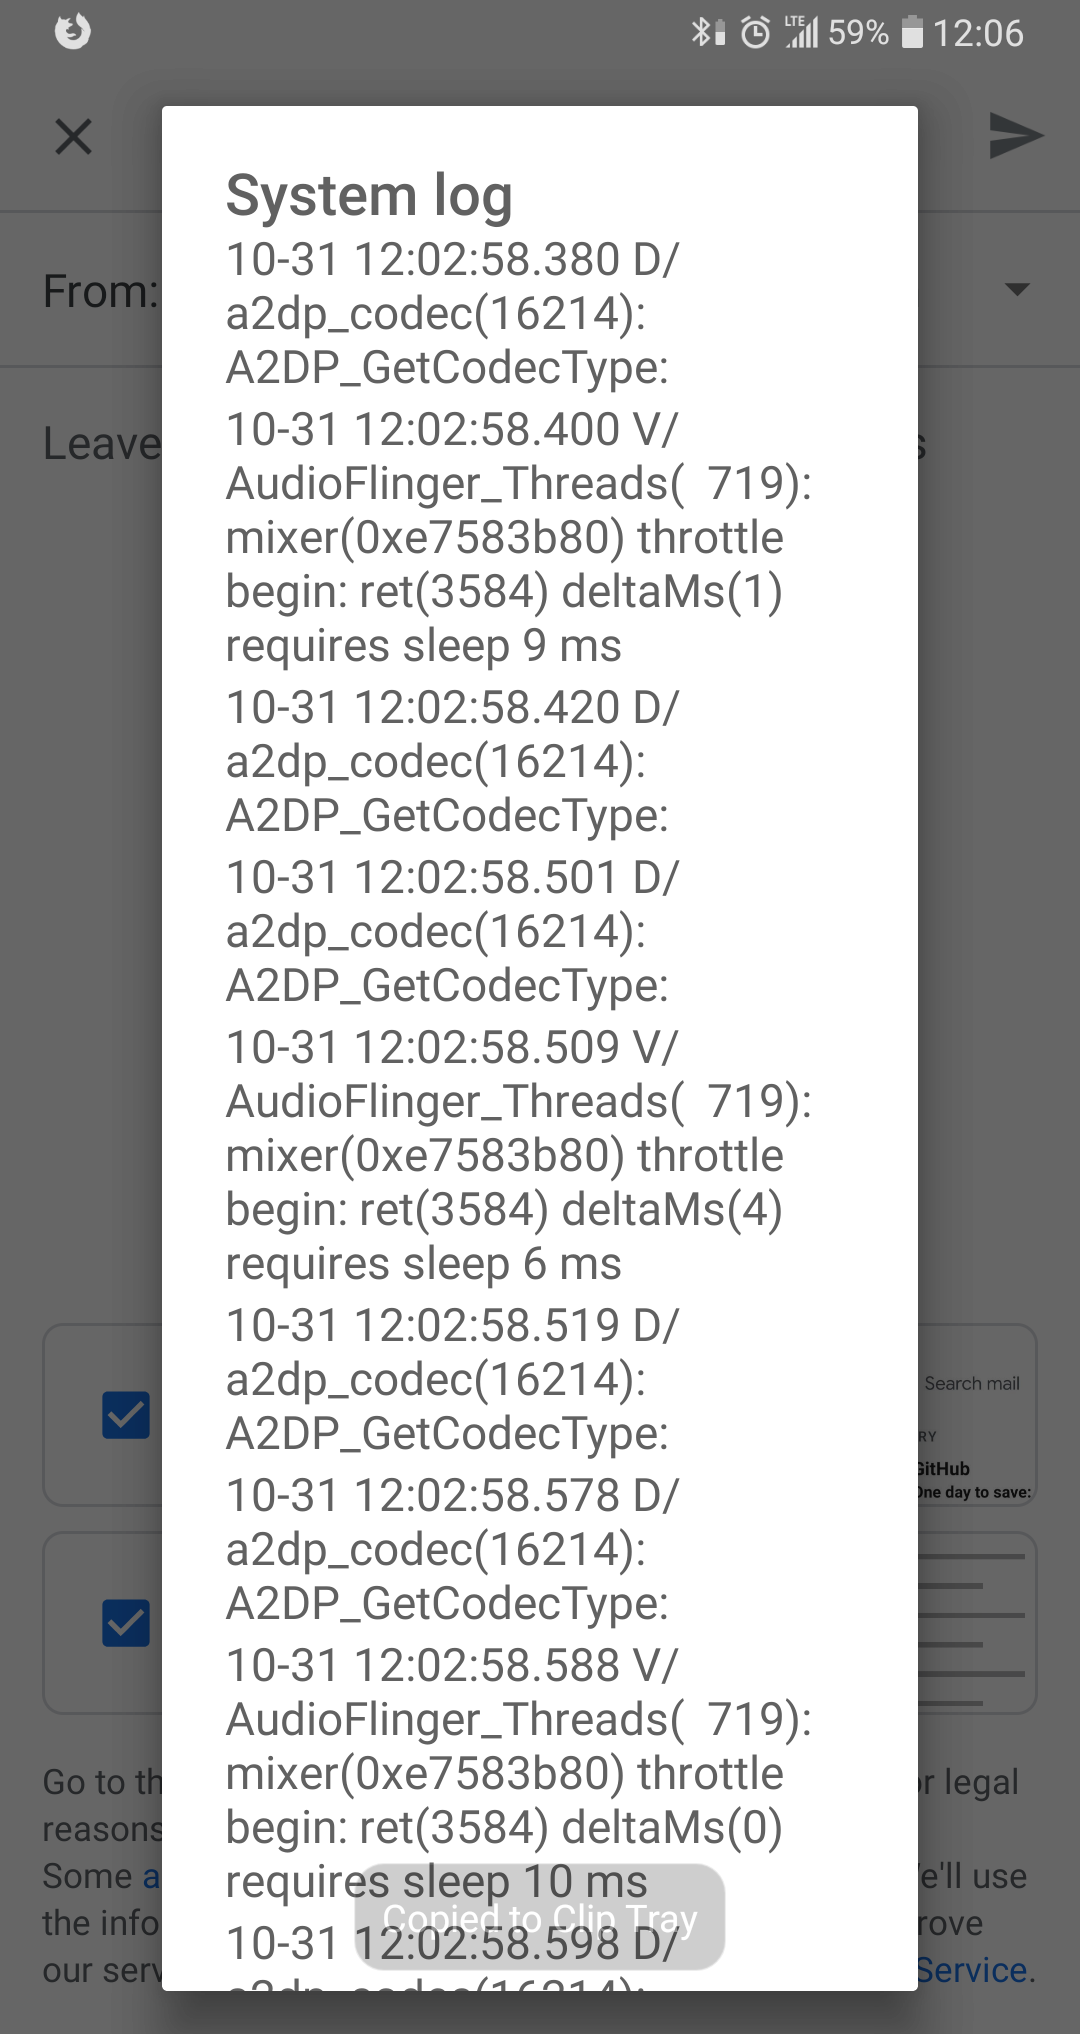 LTE 59% 12:06
System log
10-31 12:02:58.380 D/
a2dp_codec(16214):
A2DP_GetCodecType:
10-31 12:02:58.400 V/
AudioFlinger_Threads(  719):
mixer(0xe7583b80) throttle
begin: ret(3584) deltaMs(1)
requires sleep 9 ms
10-31 12:02:58.420 D/
a2dp_codec(16214):
A2DP_GetCodecType:
10-31 12:02:58.501 D/
a2dp_codec(16214):
A2DP_GetCodecType:
10-31 12:02:58.509 V/
AudioFlinger_Threads(  719):
mixer(0xe7583b80) throttle
begin: ret(3584) deltaMs(4)
requires sleep 6 ms
10-31 12:02:58.519 D/
a2dp_codec(16214):
A2DP_GetCodecType:
10-31 12:02:58.578 D/
a2dp_codec(16214):
A2DP_GetCodecType:
10-31 12:02:58.588 V/
AudioFlinger_Threads(  719):
mixer(0xe7583b80) throttle
begin: ret(3584) deltaMs(0)
requires sleep 10 ms
10-31 12:02:58.598 D/
a2dp_codec(16214):
Copied to Clip Tray
From:
Leave
Search mail
RY
GitHub
One day to save:
Go to th
r legal
reasons
Some a
e'll use
the info
rove
our serv
Service.